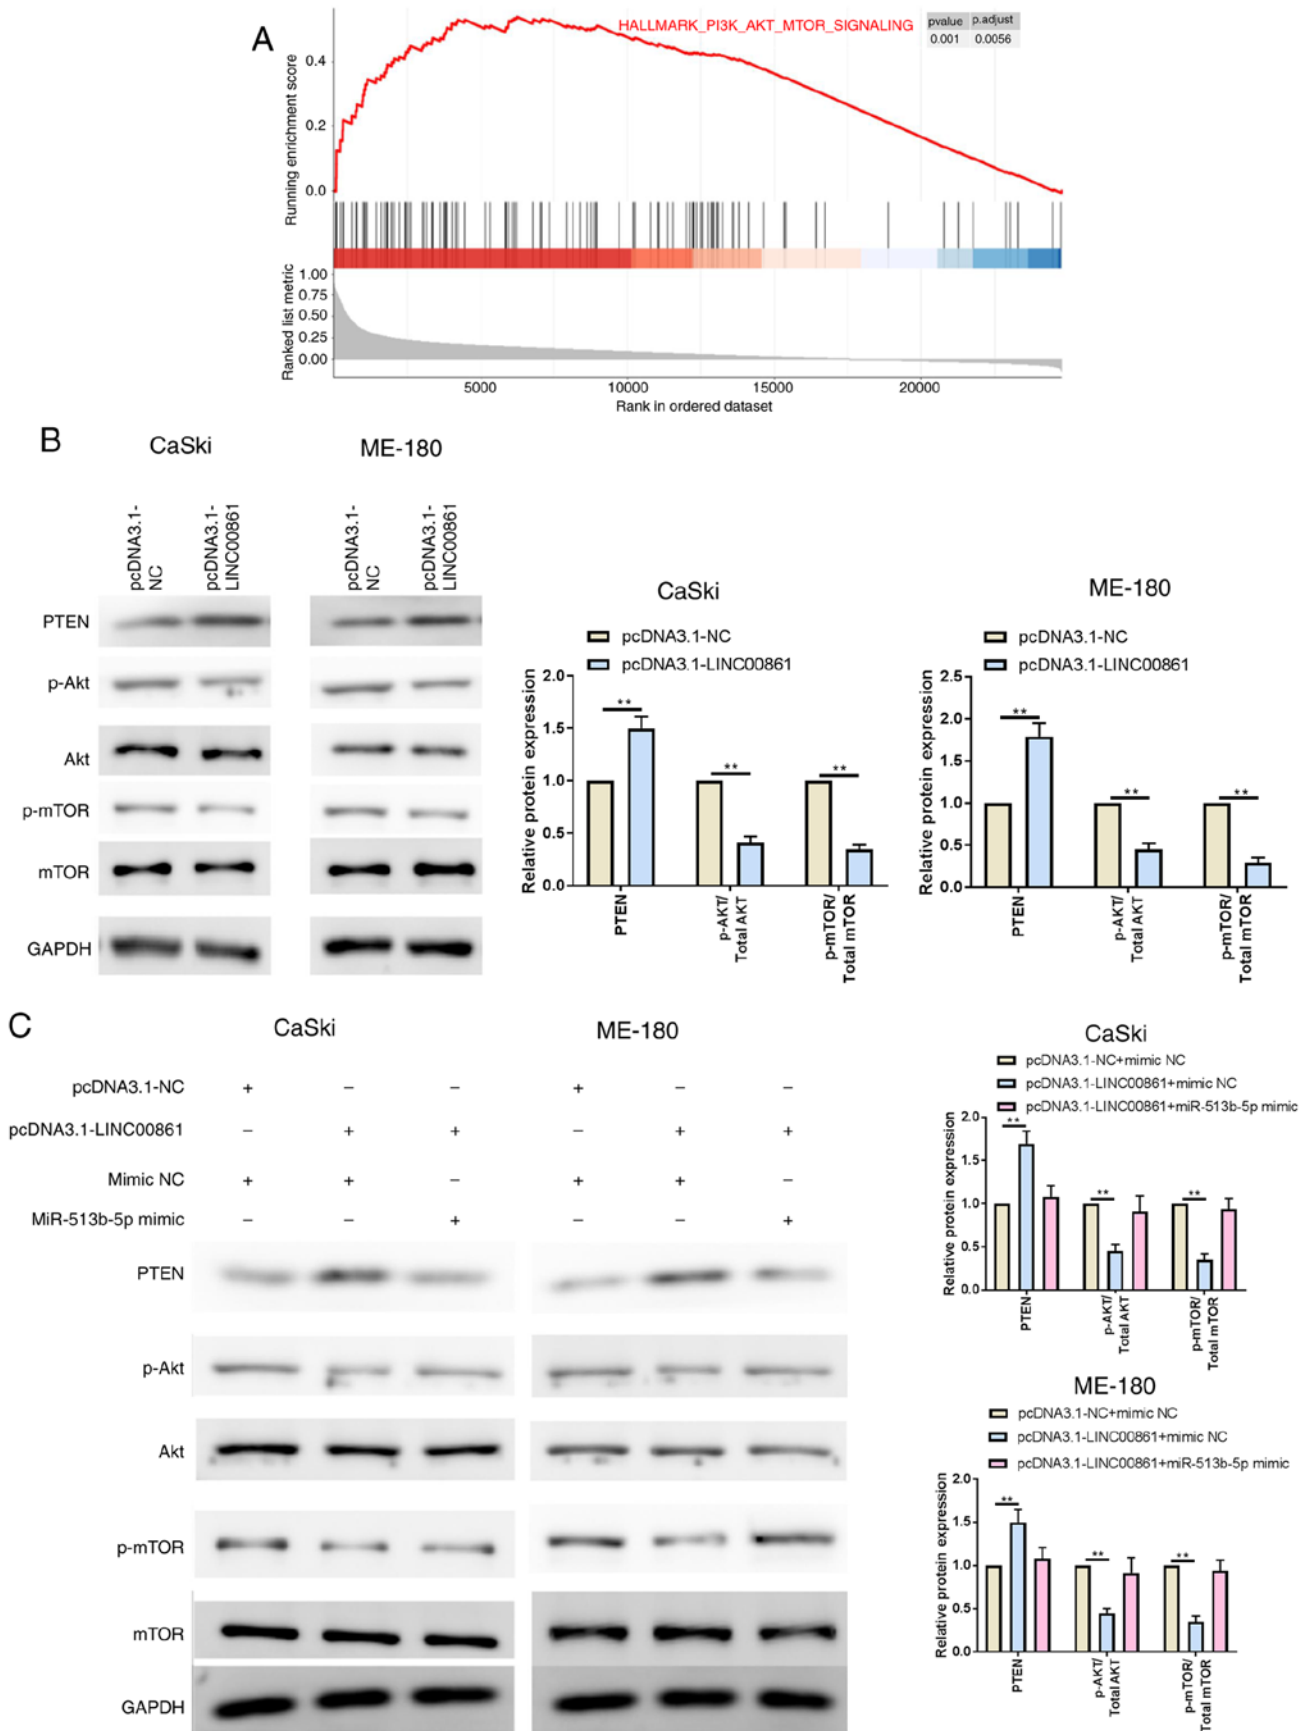 A
HALLMARK_PI3K_AKT_MTOR_SIGNALING
pvalue p.adjust
0.001 0.0056
Running enrichment score
0.4
0.2
0.0
Ranked list metric
1.00
0.75
0.50
0.25
0.00
5000 10000 15000 20000
Rank in ordered dataset
B
CaSki ME-180
pcDNA3.1-
NC
pcDNA3.1-
LINC00861
pcDNA3.1-
NC
pcDNA3.1-
LINC00861
PTEN
p-Akt
Akt
p-mTOR
mTOR
GAPDH
CaSki
pcDNA3.1-NC
pcDNA3.1-LINC00861
Relative protein expression
2.0
1.5
1.0
0.5
0.0
** ** **
PTEN
p-AKT/
Total AKT
p-mTOR/
Total mTOR
ME-180
pcDNA3.1-NC
pcDNA3.1-LINC00861
Relative protein expression
2.5
2.0
1.5
1.0
0.5
0.0
** ** **
PTEN
p-AKT/
Total AKT
p-mTOR/
Total mTOR
C
CaSki ME-180
pcDNA3.1-NC + − − + − −
pcDNA3.1-LINC00861 − + + − + +
Mimic NC + + − + + −
MiR-513b-5p mimic − − + − − +
PTEN
p-Akt
Akt
p-mTOR
mTOR
GAPDH
CaSki
pcDNA3.1-NC+mimic NC
pcDNA3.1-LINC00861+mimic NC
pcDNA3.1-LINC00861+miR-513b-5p mimic
Relative protein expression
2.0
1.5
1.0
0.5
0.0
** ** **
PTEN
p-AKT/
Total AKT
p-mTOR/
Total mTOR
ME-180
pcDNA3.1-NC+mimic NC
pcDNA3.1-LINC00861+mimic NC
pcDNA3.1-LINC00861+miR-513b-5p mimic
Relative protein expression
2.0
1.5
1.0
0.5
0.0
** ** **
PTEN
p-AKT/
Total AKT
p-mTOR/
Total mTOR